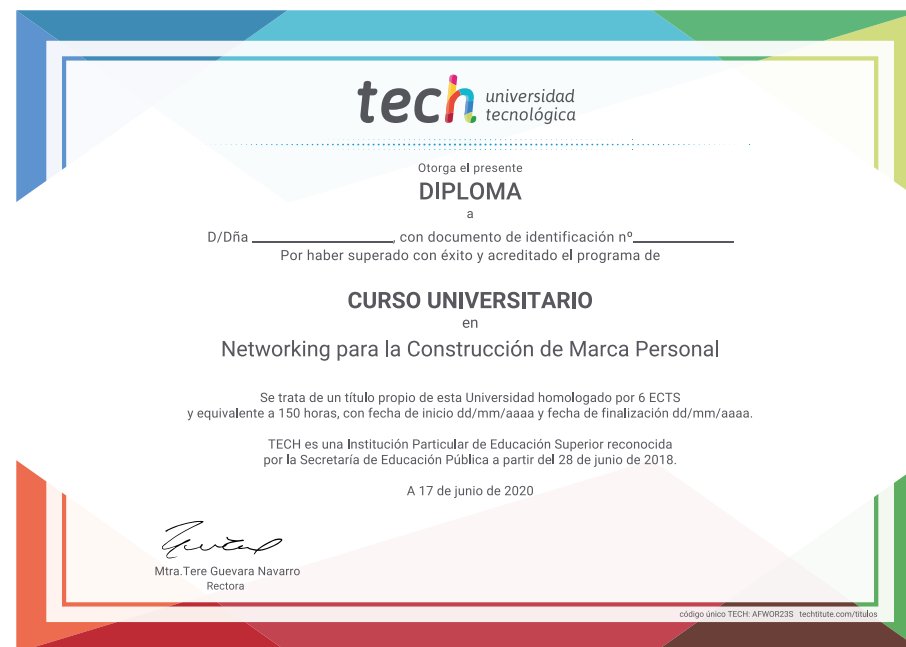 tech universidad
tecnológica
Otorga el presente
DIPLOMA
a
D/Dña ____________________, con documento de identificación nº______________
Por haber superado con éxito y acreditado el programa de
CURSO UNIVERSITARIO
en
Networking para la Construcción de Marca Personal
Se trata de un título propio de esta Universidad homologado por 6 ECTS
y equivalente a 150 horas, con fecha de inicio dd/mm/aaaa y fecha de finalización dd/mm/aaaa.
TECH es una Institución Particular de Educación Superior reconocida
por la Secretaría de Educación Pública a partir del 28 de junio de 2018.
A 17 de junio de 2020
Mtra.Tere Guevara Navarro
Rectora
código único TECH: AFWOR23S techtitute.com/titulos